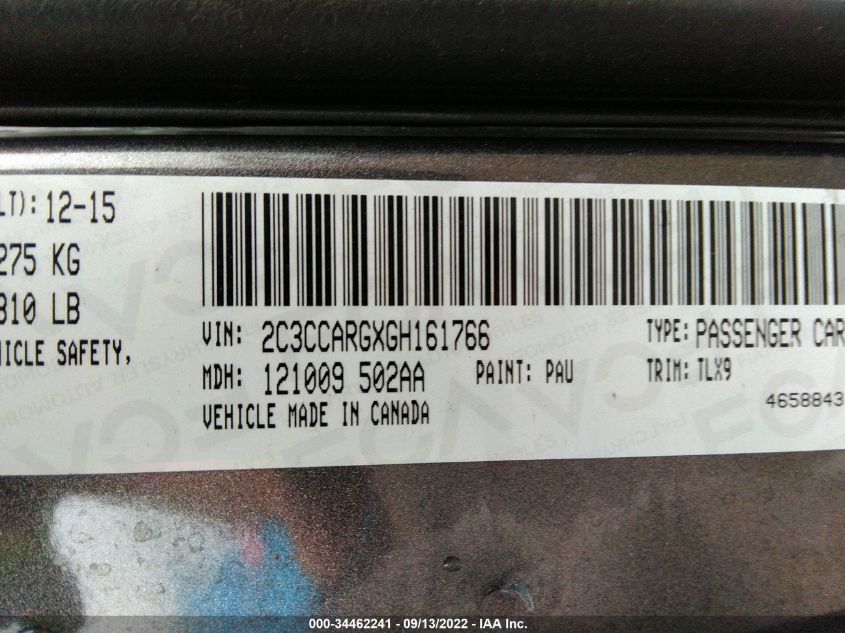 LT): 12-15
275 KG
310 LB
HICLE SAFETY,
VIN: 2C3CCARGXGH161766
TYPE: PASSENGER CAR
MDH: 121009 502AA
PAINT: PAU
TRIM: TLX9
VEHICLE MADE IN CANADA
4658843
000-34462241 - 09/13/2022 - IAA Inc.